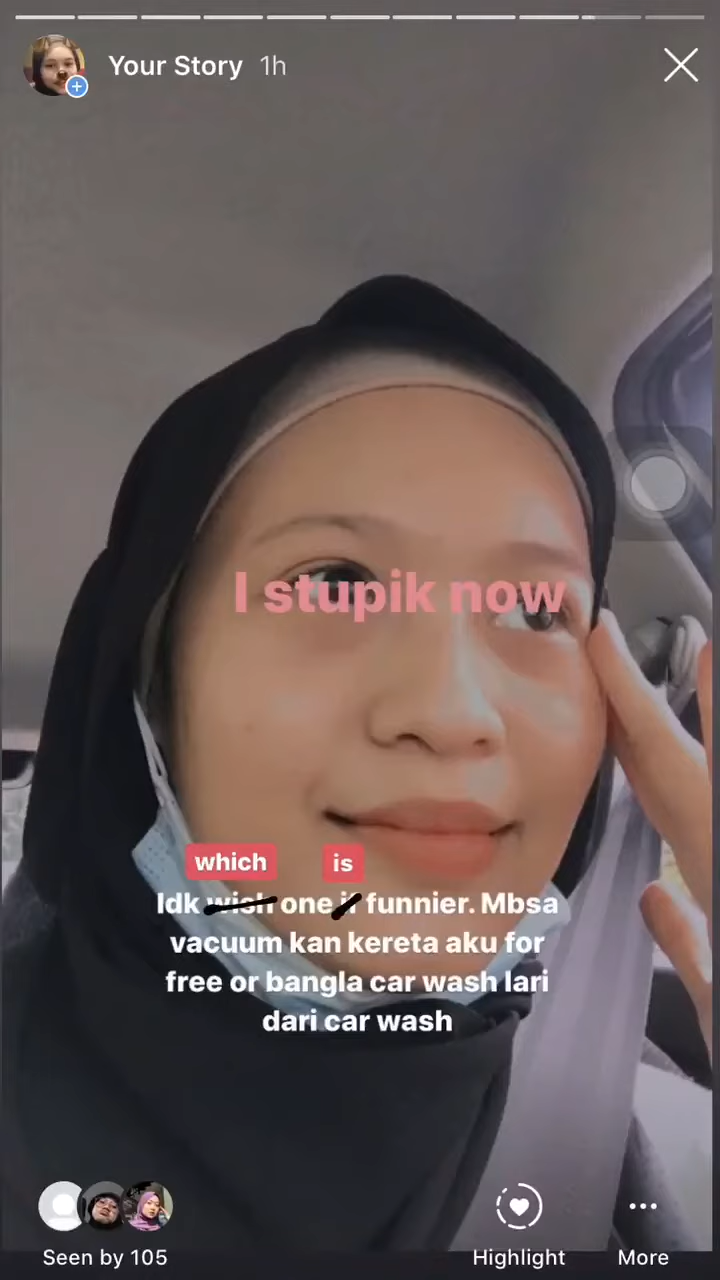 Your Story 1h
I stupik now
which is
Idk wish one if funnier. Mbsa
vacuum kan kereta aku for
free or bangla car wash lari
dari car wash
Seen by 105
Highlight
More